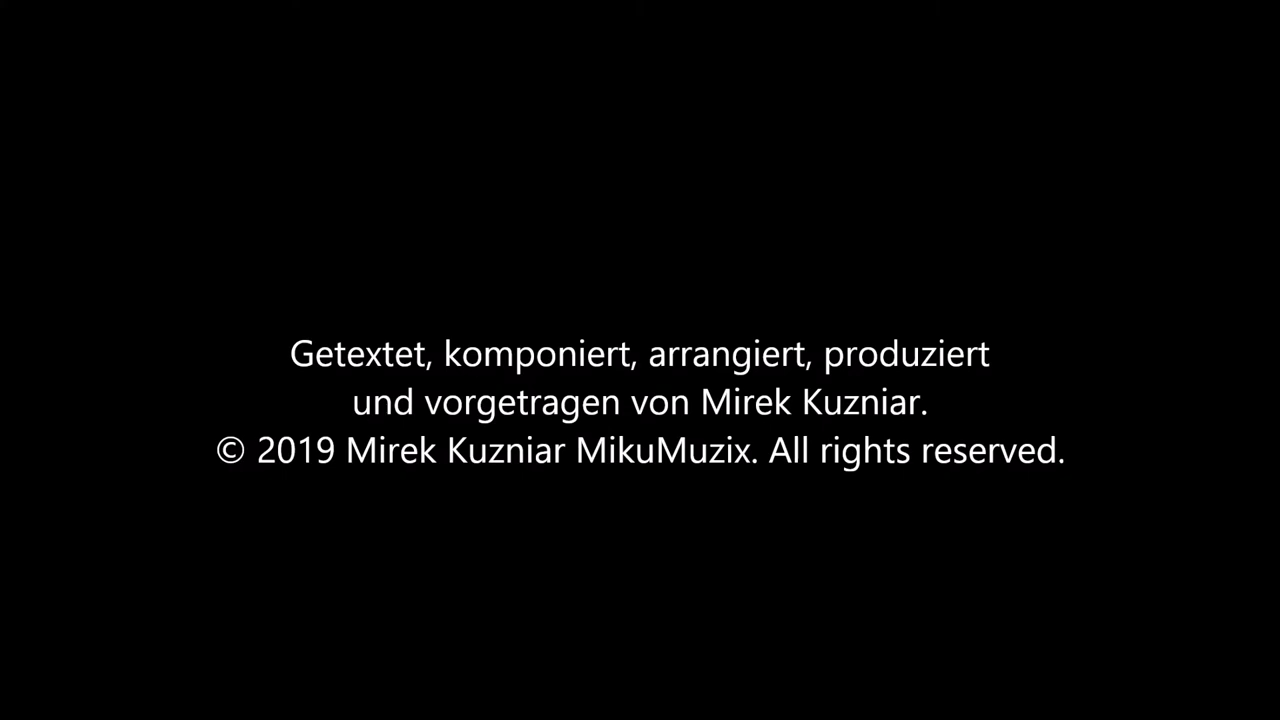 Getextet, komponiert, arrangiert, produziert
und vorgetragen von Mirek Kuzniar.
© 2019 Mirek Kuzniar MikuMuzix. All rights reserved.